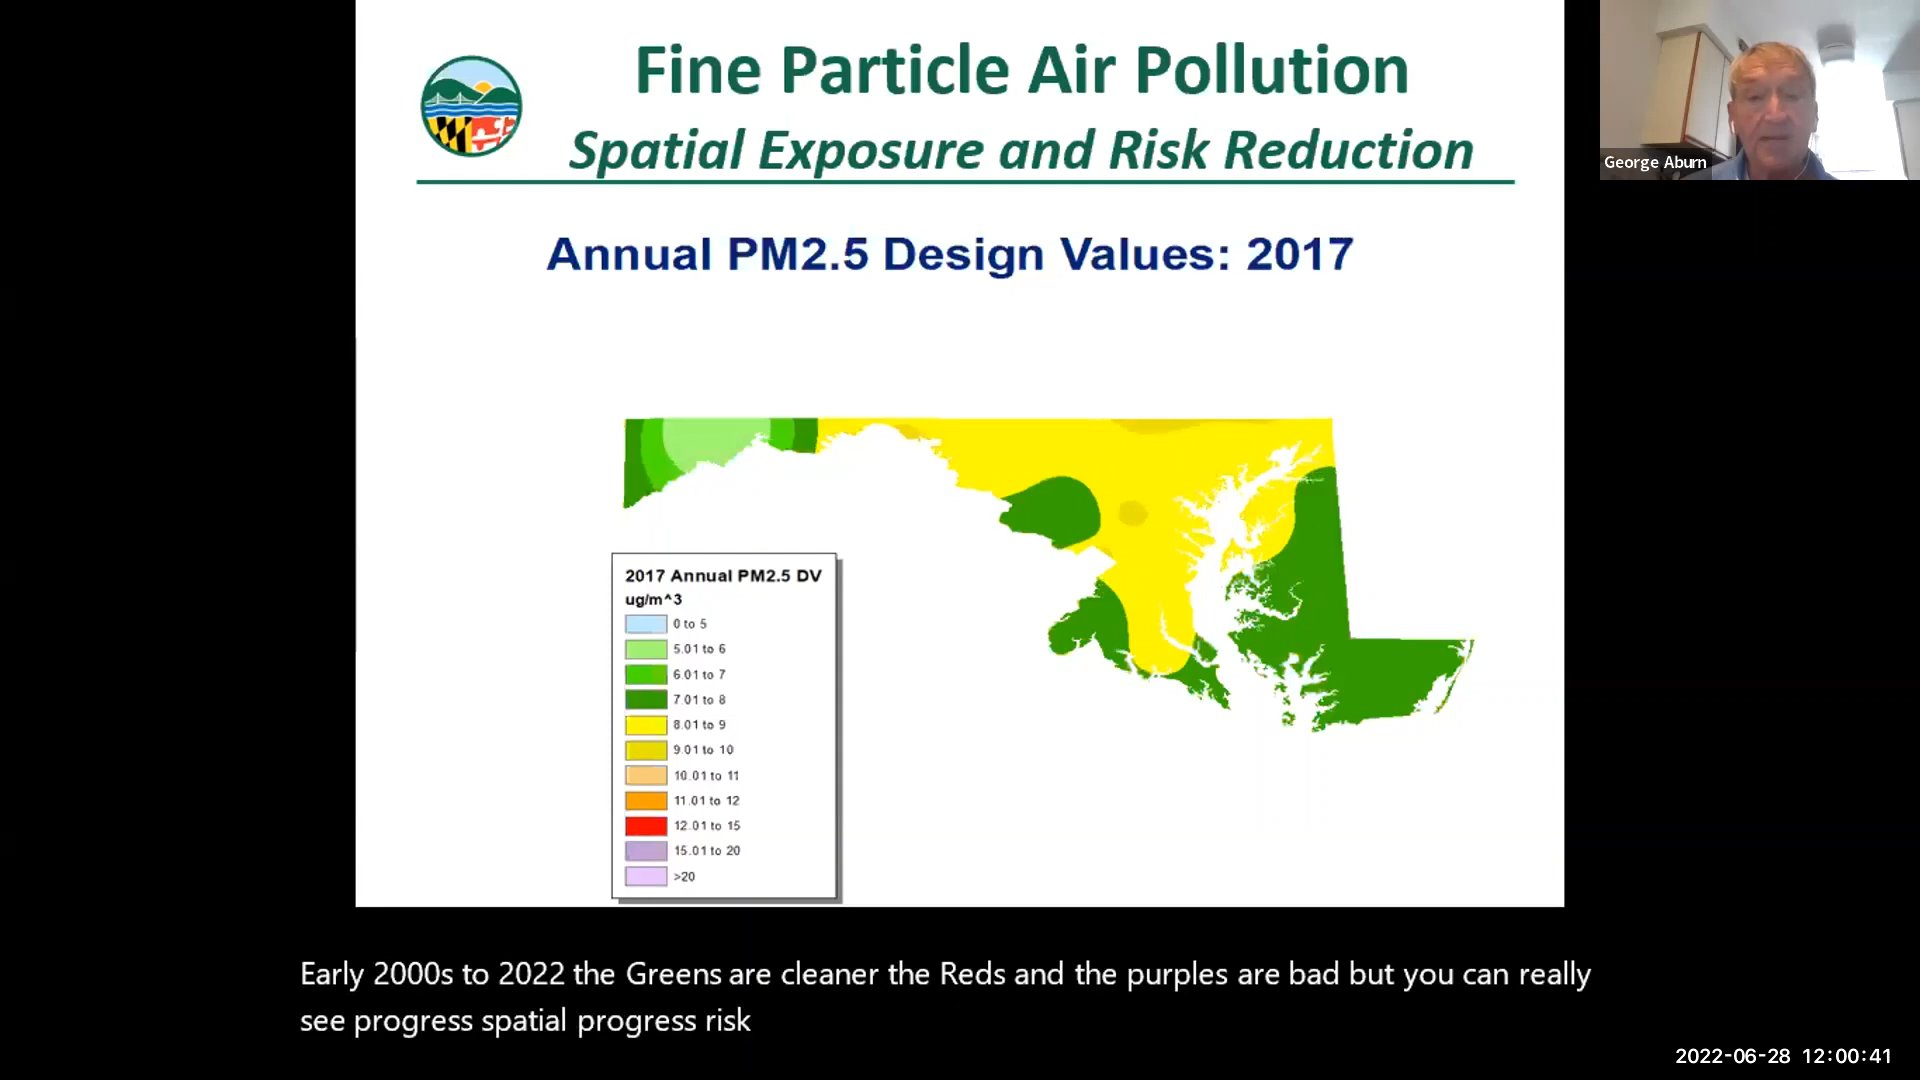 Fine Particle Air Pollution
Spatial Exposure and Risk Reduction
George Aburn
Annual PM2.5 Design Values: 2017
2017 Annual PM2.5 DV
ug/m^3
0 to 5
5.01 to 6
6.01 to 7
7.01 to 8
8.01 to 9
9.01 to 10
10.01 to 11
11.01 to 12
12.01 to 15
15.01 to 20
>20
Early 2000s to 2022 the Greens are cleaner the Reds and the purples are bad but you can really
see progress spatial progress risk
2022-06-28 12:00:41